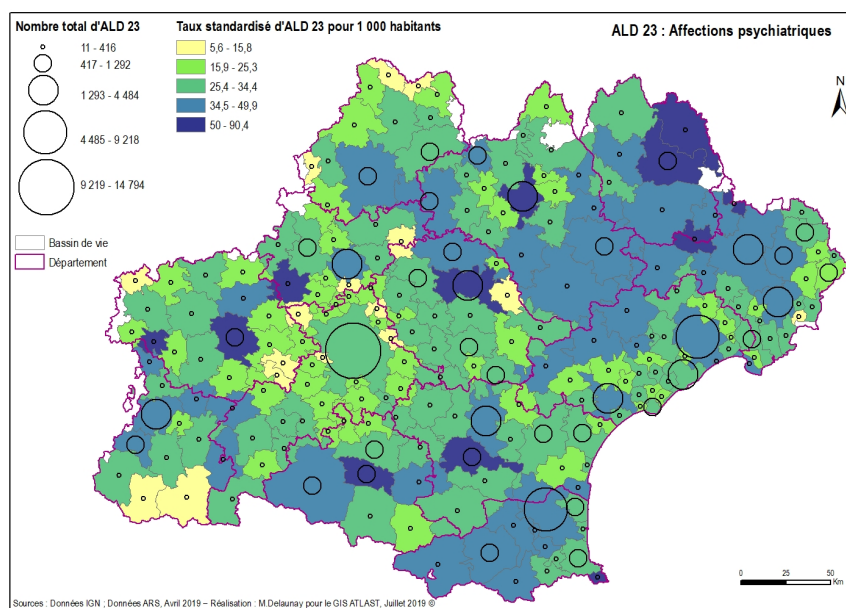 Nombre total d'ALD 23
11 - 416
417 - 1 292
1 293 - 4 484
4 485 - 9 218
9 219 - 14 794
Bassin de vie
Département
Taux standardisé d'ALD 23 pour 1 000 habitants
5,6 - 15,8
15,9 - 25,3
25,4 - 34,4
34,5 - 49,9
50 - 90,4
ALD 23 : Affections psychiatriques
N
0 25 50
Km
Sources : Données IGN ; Données ARS, Avril 2019 – Réalisation : M.Delaunay pour le GIS ATLAST, Juillet 2019 ©